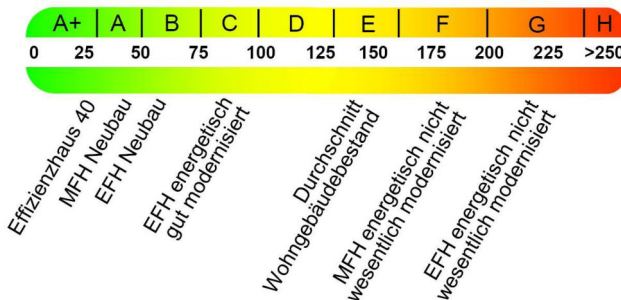 A+ A B C D E F G H
0 25 50 75 100 125 150 175 200 225 >250
Effizienzhaus 40
MFH Neubau
EFH Neubau
EFH energetisch
gut modernisiert
Durchschnitt
Wohngebäudebestand
MFH energetisch nicht
wesentlich modernisiert
EFH energetisch nicht
wesentlich modernisiert